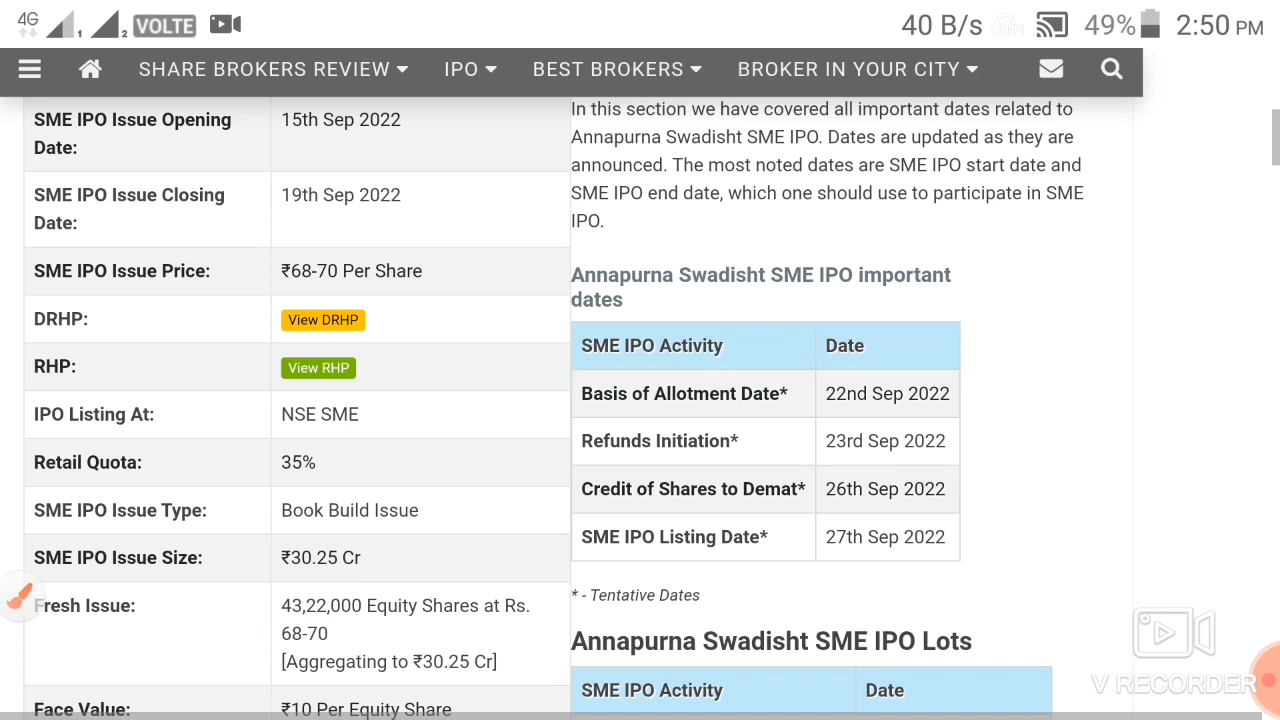 4G 1 2 VOLTE 40 B/s 49% 2:50 PM
SHARE BROKERS REVIEW IPO BEST BROKERS BROKER IN YOUR CITY
SME IPO Issue Opening 15th Sep 2022
Date:
SME IPO Issue Closing 19th Sep 2022
Date:
SME IPO Issue Price: ₹68-70 Per Share
DRHP: View DRHP
RHP: View RHP
IPO Listing At: NSE SME
Retail Quota: 35%
SME IPO Issue Type: Book Build Issue
SME IPO Issue Size: ₹30.25 Cr
Fresh Issue: 43,22,000 Equity Shares at Rs.
68-70
[Aggregating to ₹30.25 Cr]
Face Value: ₹10 Per Equity Share
In this section we have covered all important dates related to
Annapurna Swadisht SME IPO. Dates are updated as they are
announced. The most noted dates are SME IPO start date and
SME IPO end date, which one should use to participate in SME
IPO.
Annapurna Swadisht SME IPO important
dates
SME IPO Activity Date
Basis of Allotment Date* 22nd Sep 2022
Refunds Initiation* 23rd Sep 2022
Credit of Shares to Demat* 26th Sep 2022
SME IPO Listing Date* 27th Sep 2022
* - Tentative Dates
Annapurna Swadisht SME IPO Lots
SME IPO Activity Date
V RECORDER